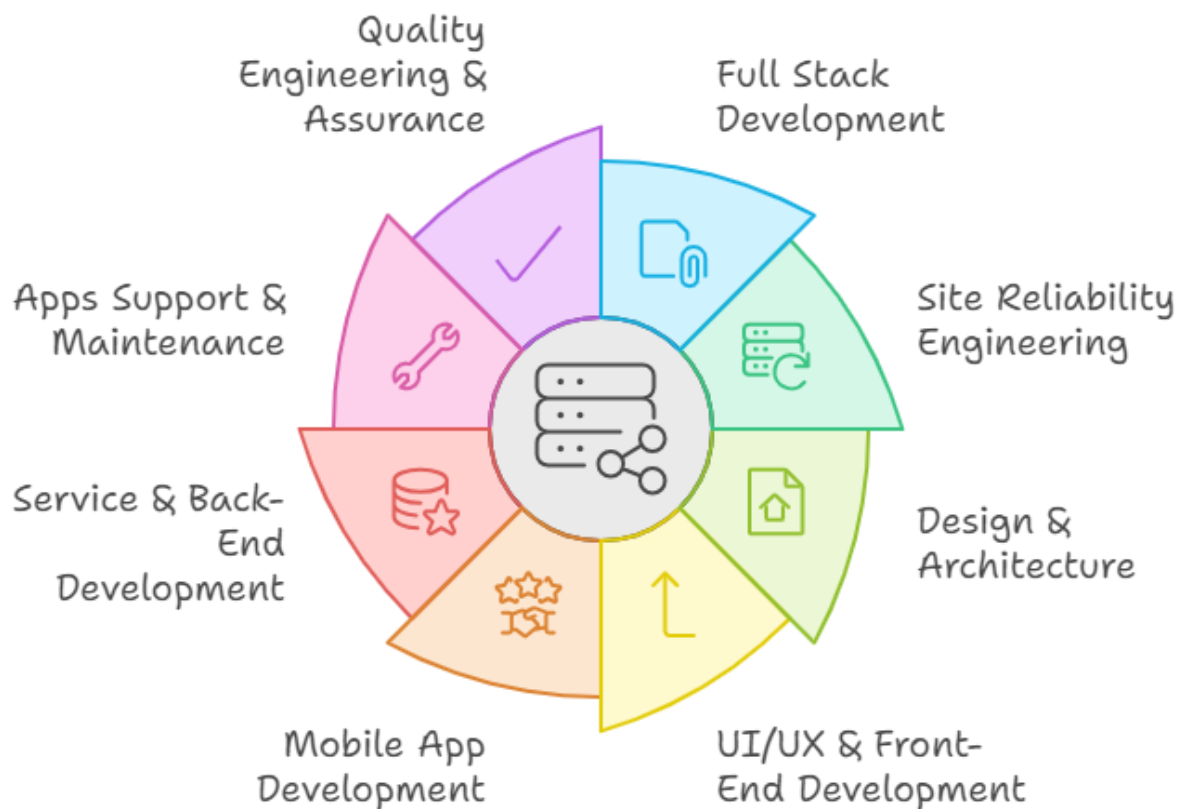 Quality
Engineering &
Assurance
Full Stack
Development
Apps Support &
Maintenance
Site Reliability
Engineering
Service & Back-
End
Development
Design &
Architecture
Mobile App
Development
UI/UX & Front-
End Development